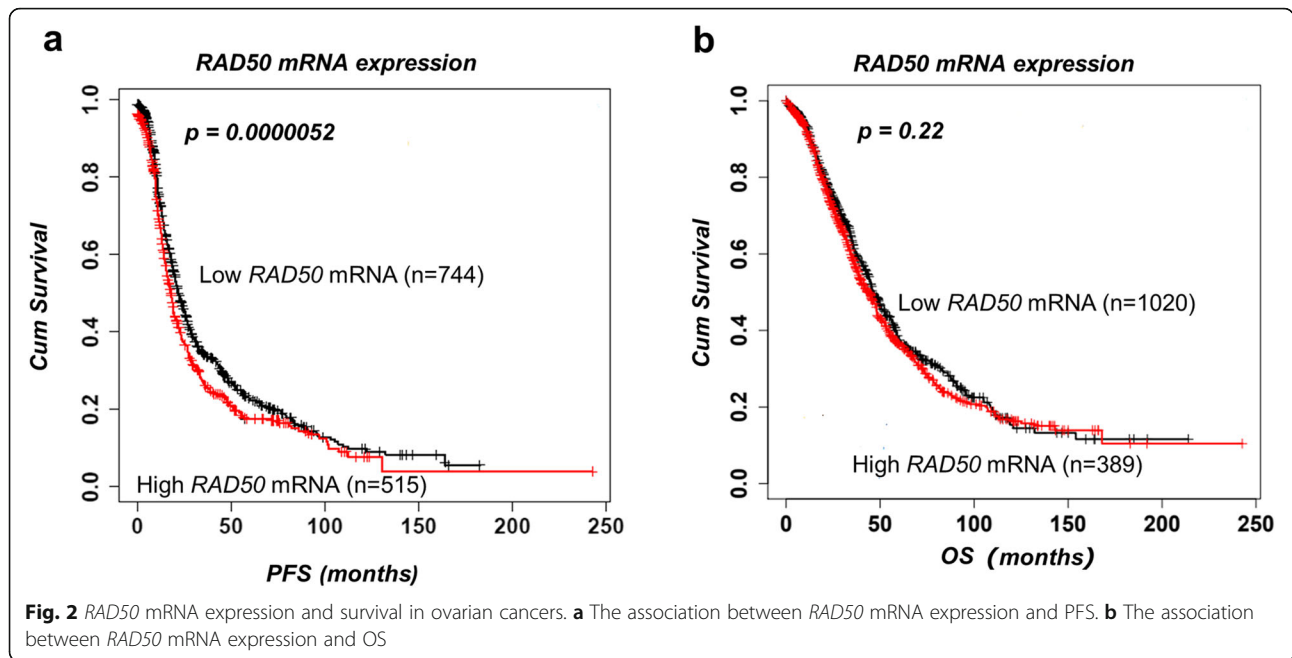 a
RAD50 mRNA expression
p = 0.0000052
Cum Survival
1.0
0.8
0.6
0.4
0.2
0.0
Low RAD50 mRNA (n=744)
High RAD50 mRNA (n=515)
0 50 100 150 200 250
PFS (months)
b
RAD50 mRNA expression
p = 0.22
Cum Survival
1.0
0.8
0.6
0.4
0.2
0.0
Low RAD50 mRNA (n=1020)
High RAD50 mRNA (n=389)
0 50 100 150 200 250
OS (months)
Fig. 2 RAD50 mRNA expression and survival in ovarian cancers. a The association between RAD50 mRNA expression and PFS. b The association
between RAD50 mRNA expression and OS